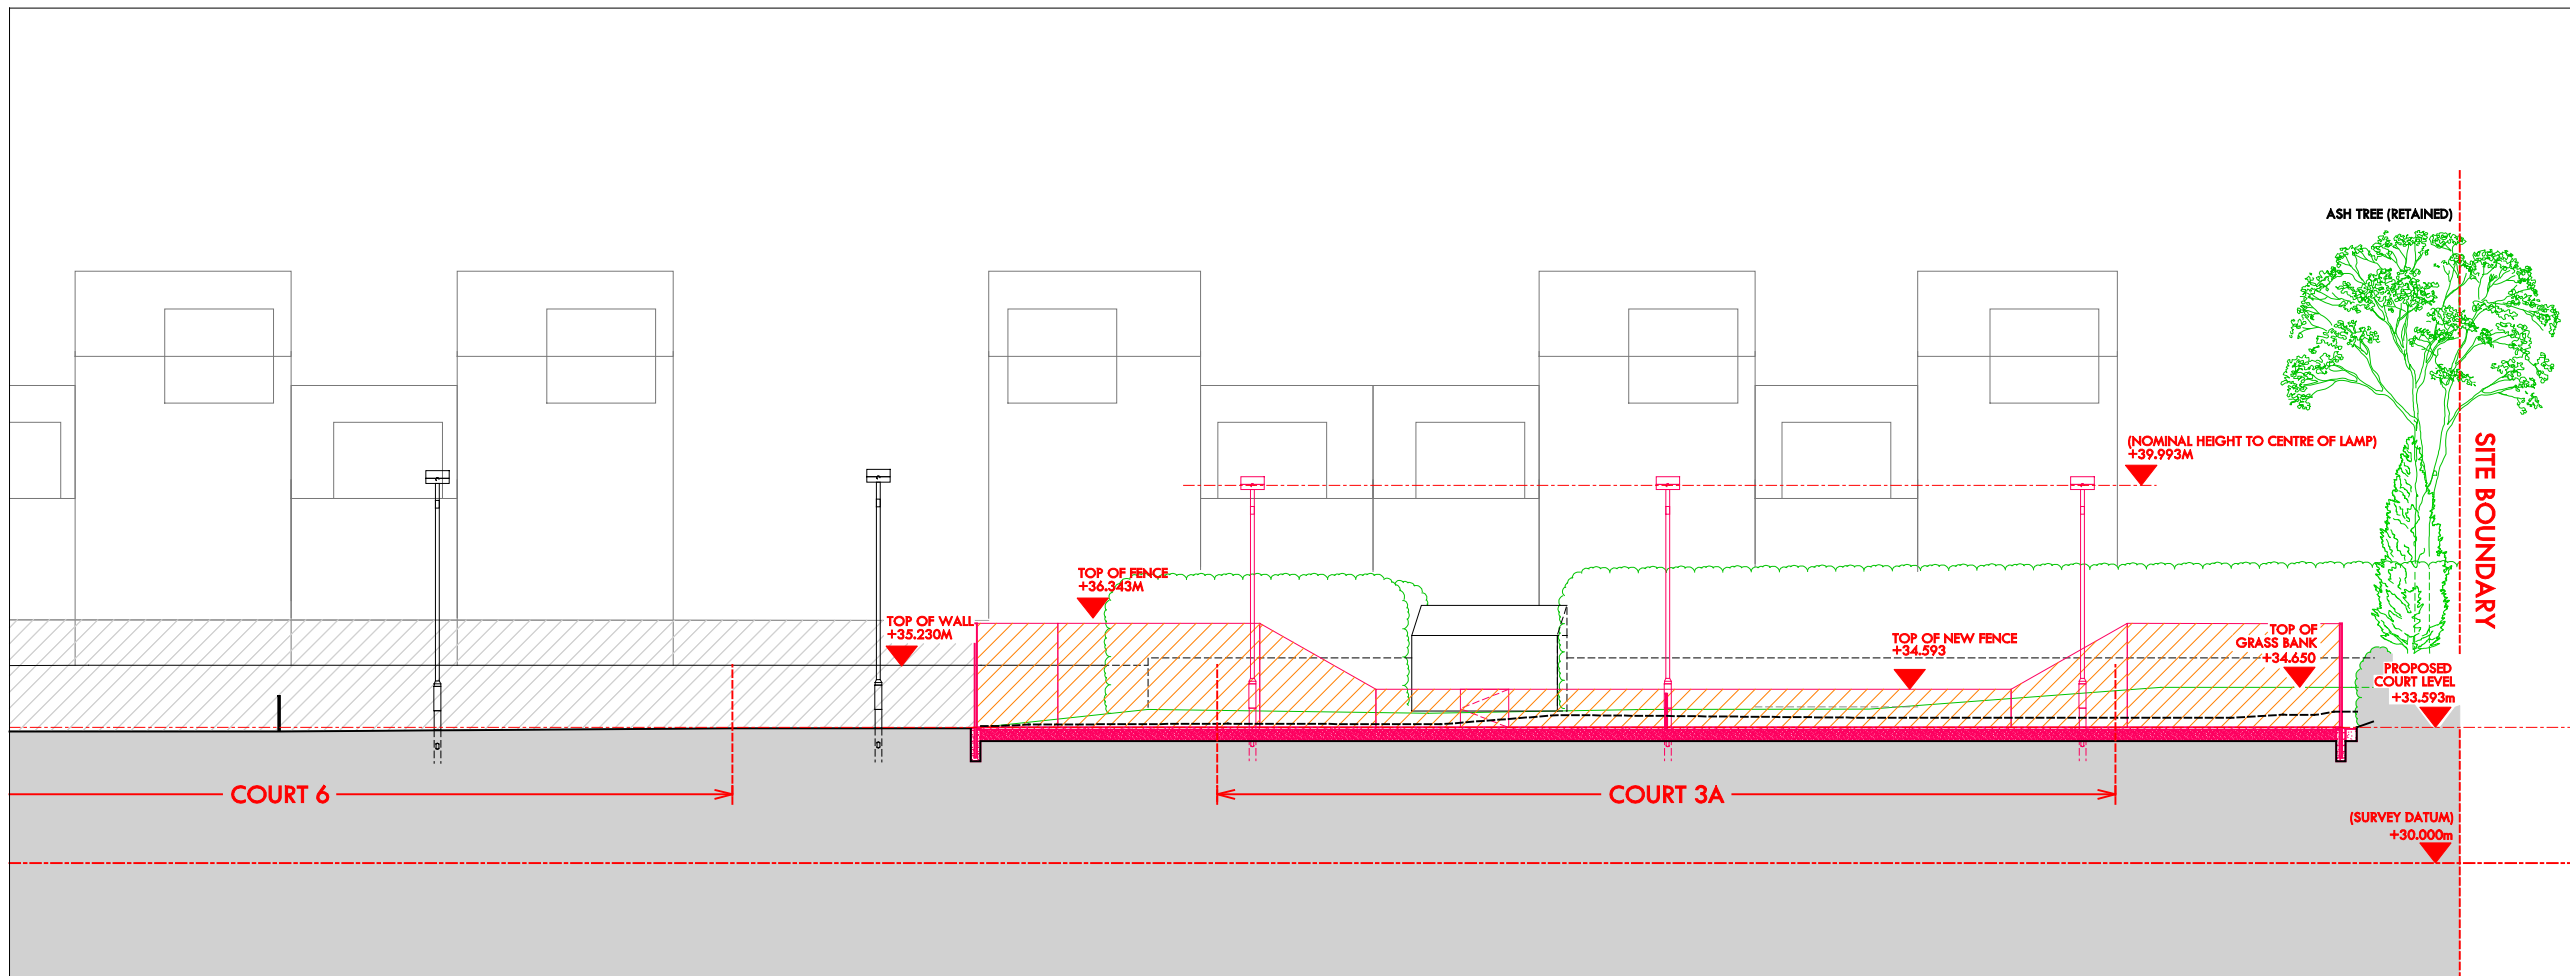 ASH TREE (RETAINED)
(NOMINAL HEIGHT TO CENTRE OF LAMP)
+39.993M
SITE BOUNDARY
TOP OF FENCE
+36.343M
TOP OF WALL
+35.230M
TOP OF NEW FENCE
+34.593
TOP OF
GRASS BANK
+34.650
PROPOSED
COURT LEVEL
+33.593m
COURT 6
COURT 3A
(SURVEY DATUM)
+30.000m